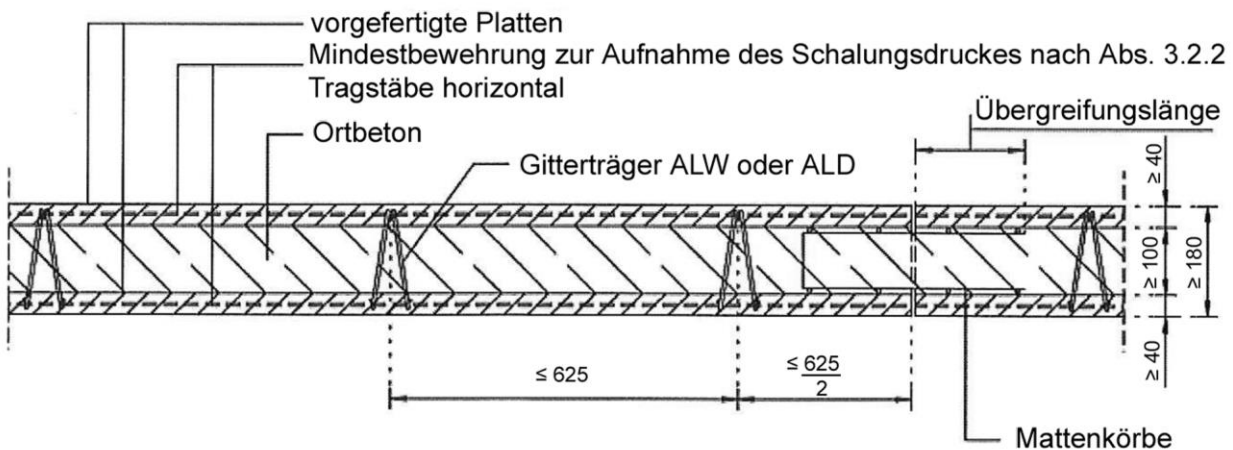 vorgefertigte Platten
Mindestbewehrung zur Aufnahme des Schalungsdruckes nach Abs. 3.2.2
Tragstäbe horizontal
Übergreifungslänge
Ortbeton
Gitterträger ALW oder ALD
≥ 40
≥ 100
≥ 180
≥ 40
≤ 625
≤ 625
2
Mattenkörbe